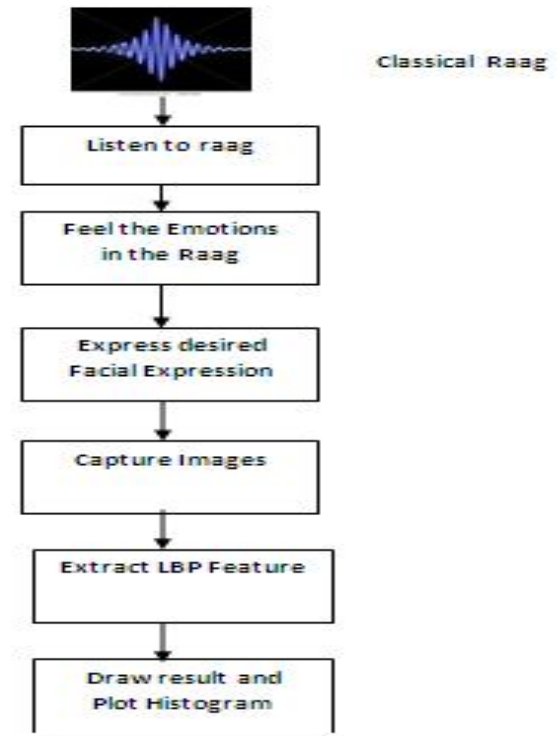 Classical Raag
Listen to raag
Feel the Emotions
in the Raag
Express desired
Facial Expression
Capture Images
Extract LBP Feature
Draw result and
Plot Histogram